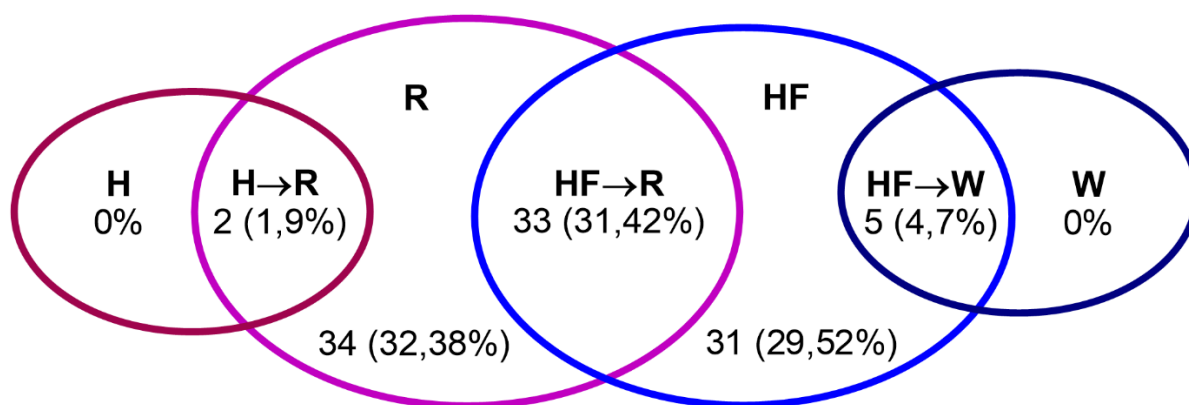 R
HF
H
0%
H→R
2 (1,9%)
HF→R
33 (31,42%)
HF→W
5 (4,7%)
W
0%
34 (32,38%)
31 (29,52%)